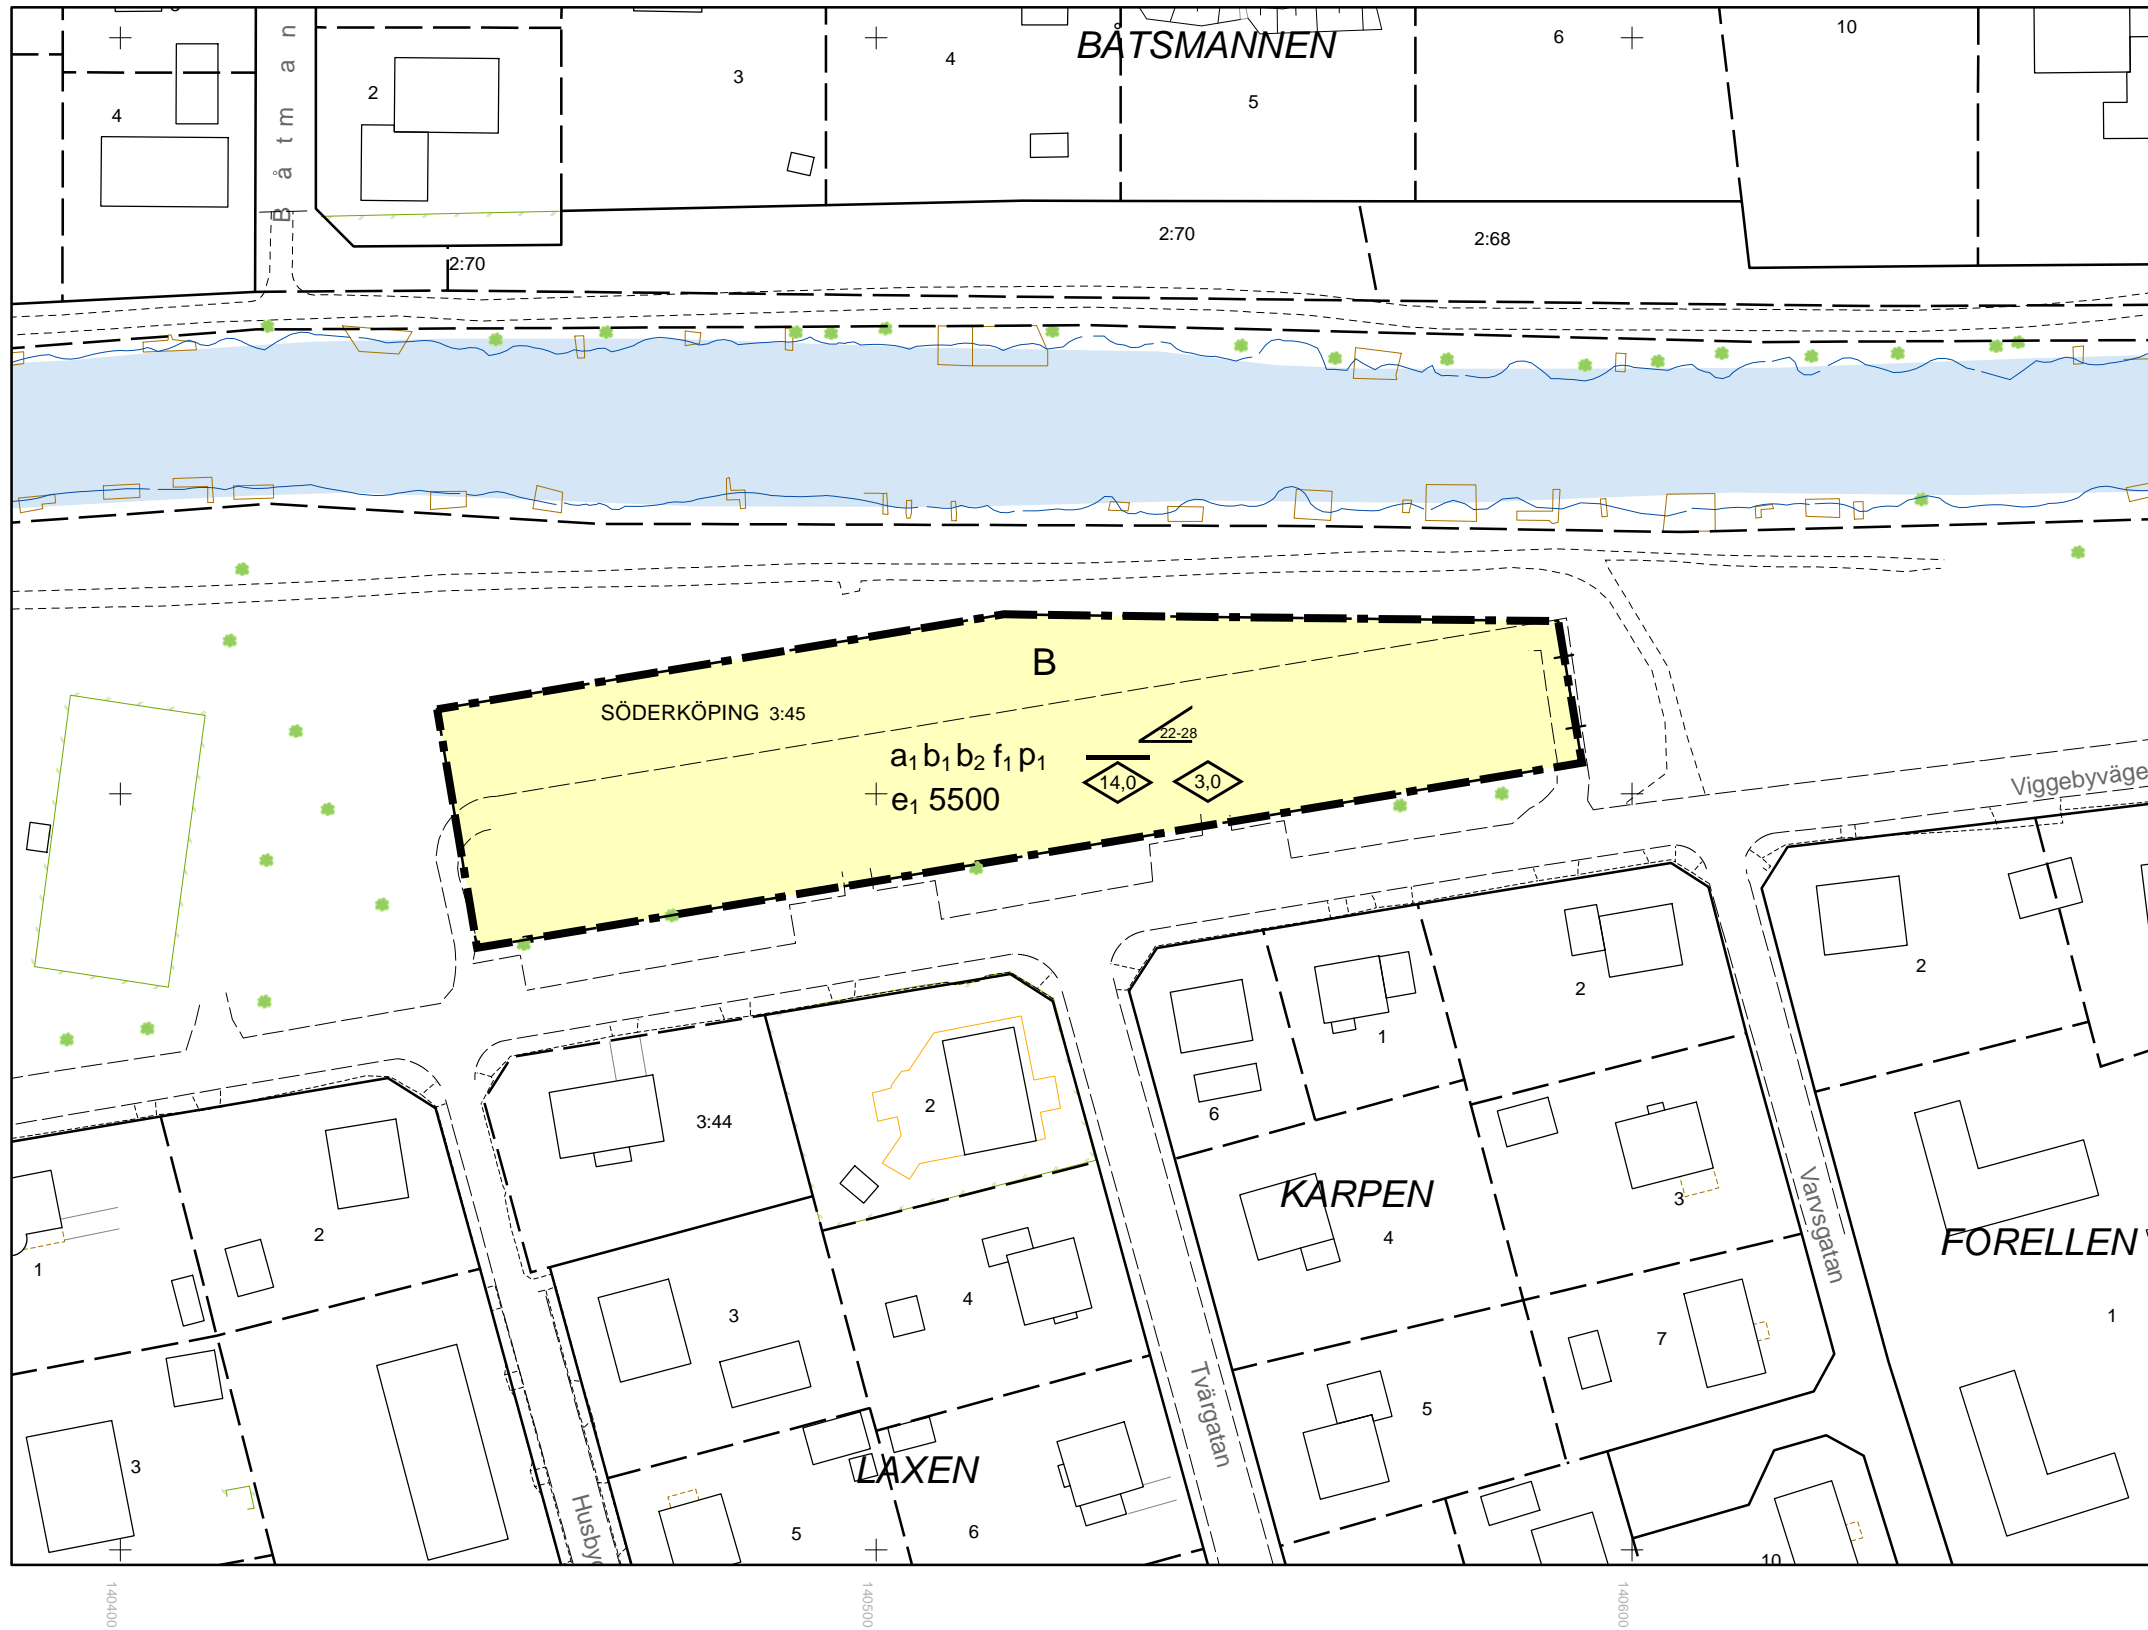 BÅTSMANNEN
Båtman
4
2
3
4
5
6
10
2:70
2:70
2:68
B
SÖDERKÖPING 3:45
22-28
a₁ b₁ b₂ f₁ p₁
14,0
3,0
e₁ 5500
Viggebyväge
2
2
1
6
3:44
2
KARPEN
4
3
Varvsgatan
FORELLEN
1
2
1
3
4
7
5
Tvärgatan
3
LAXEN
5
6
Husby
10
140400
140500
140600